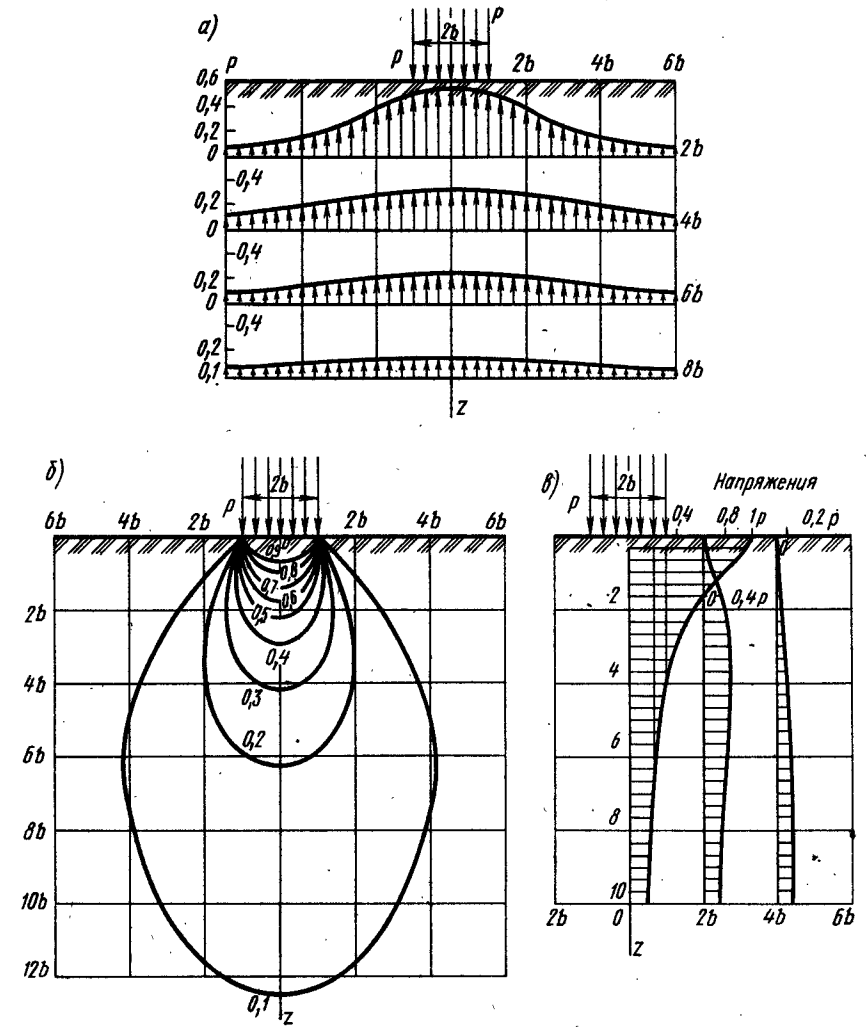 а) 2b p
p p 2b 4b 6b
0,6
0,4
0,2
0 2b
0,4
0,2
0 4b
0,4
0,2
0 6b
0,4
0,2
0,1 8b
z
б) 2b
p
6b 4b 2b 2b 4b 6b
0,9
0,8
0,7
0,6
0,5
2b
0,4
4b
0,3
0,2
6b
8b
10b
12b
0,1 z
в) 2b Напряжения
p 0,4 0,8 1p 0,2p
0
2 0 0,4p
4
6
8
10
2b 0 2b 4b 6b
z